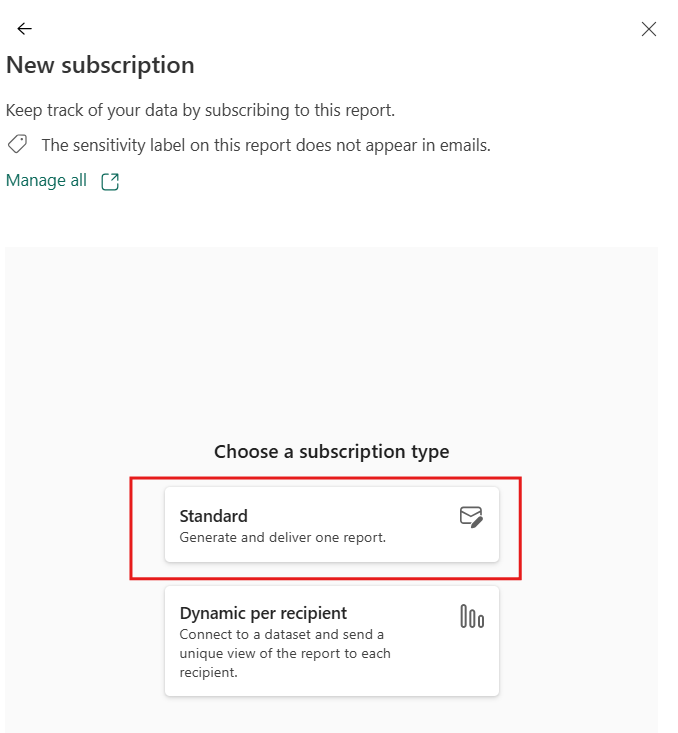 New subscription
Keep track of your data by subscribing to this report.
The sensitivity label on this report does not appear in emails.
Manage all
Choose a subscription type
Standard
Generate and deliver one report.
Dynamic per recipient
Connect to a dataset and send a
unique view of the report to each
recipient.